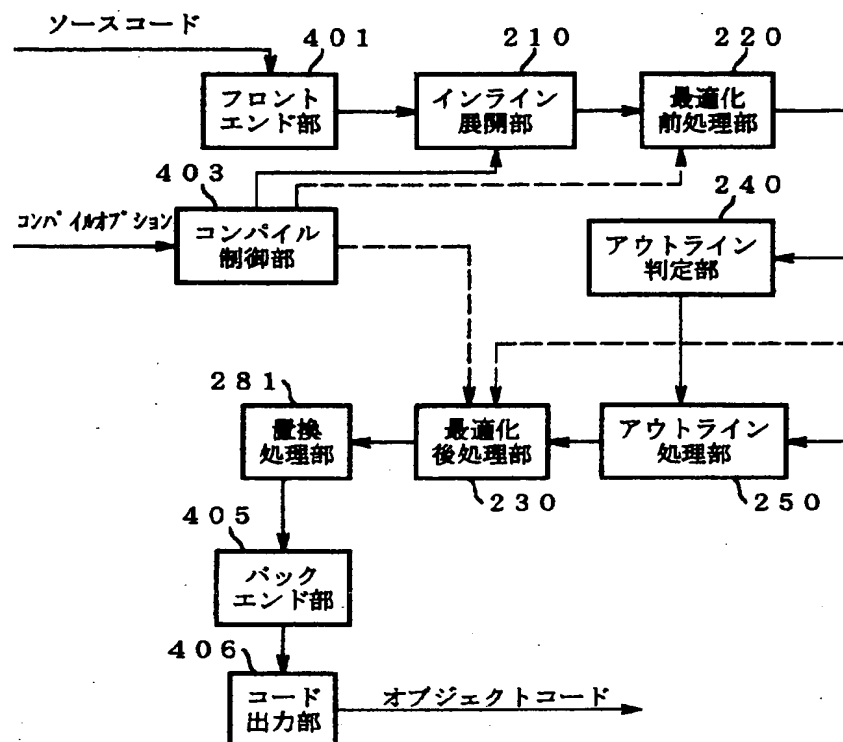 ソースコード
401
210
220
フロント
エンド部
インライン
展開部
最適化
前処理部
403
240
コンパイルオプション
コンパイル
制御部
アウトライン
判定部
281
置換
処理部
最適化
後処理部
アウトライン
処理部
230
250
405
バック
エンド部
406
コード
出力部
オブジェクトコード